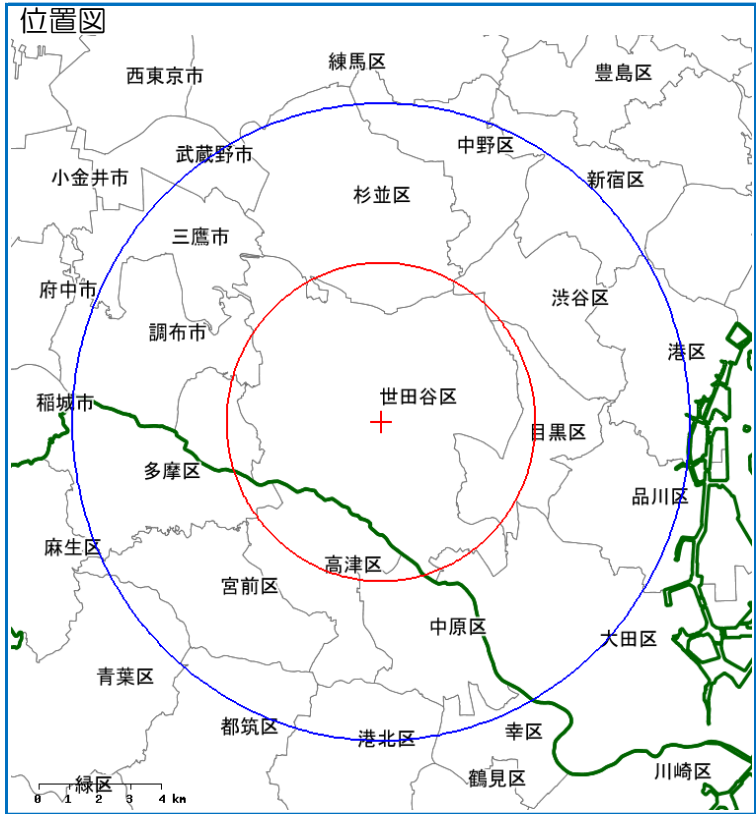 位置図
練馬区
豊島区
西東京市
中野区
武蔵野市
小金井市
新宿区
杉並区
三鷹市
府中市
渋谷区
調布市
港区
世田谷区
稲城市
目黒区
多摩区
品川区
麻生区
高津区
宮前区
中原区
大田区
青葉区
都筑区
港北区
幸区
鶴見区
川崎区
緑区
0 1 2 3 4 km